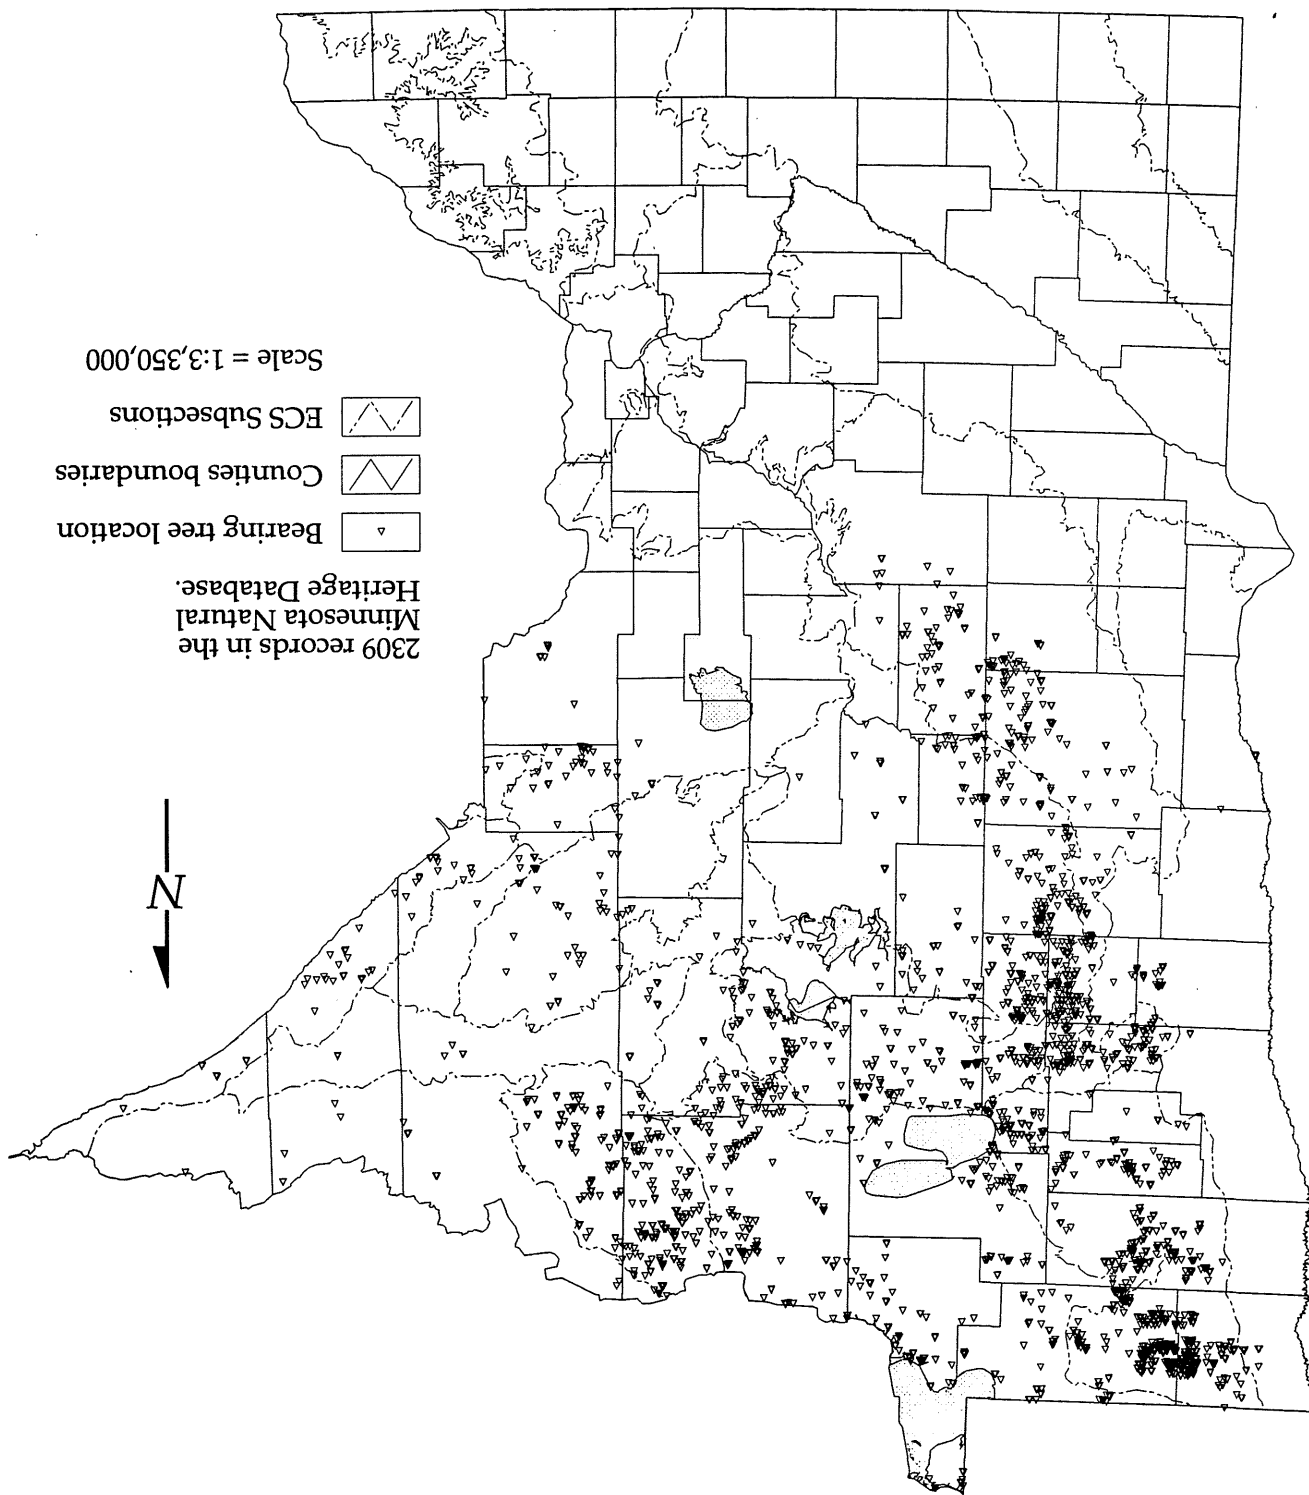 2309 records in the
Minnesota Natural
Heritage Database.
Bearing tree location
Counties boundaries
ECS Subsections
Scale = 1:3,350,000
N